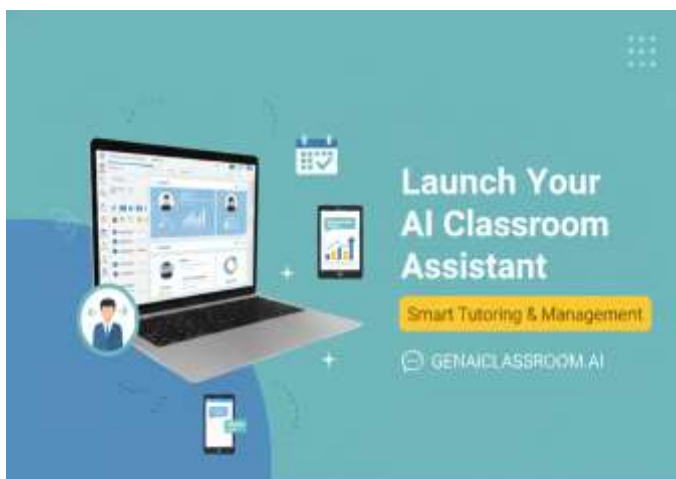 Launch Your
AI Classroom
Assistant
Smart Tutoring & Management
GENAICLASSROOM.AI